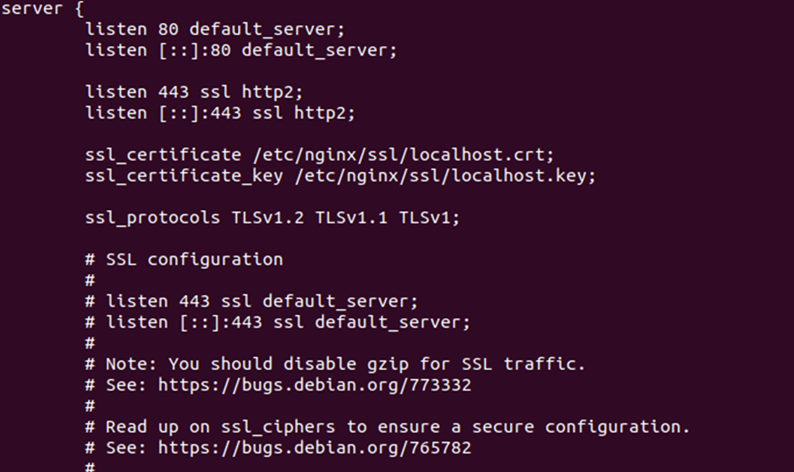 server {
listen 80 default_server;
listen [::]:80 default_server;
listen 443 ssl http2;
listen [::]:443 ssl http2;
ssl_certificate /etc/nginx/ssl/localhost.crt;
ssl_certificate_key /etc/nginx/ssl/localhost.key;
ssl_protocols TLSv1.2 TLSv1.1 TLSv1;
# SSL configuration
#
# listen 443 ssl default_server;
# listen [::]:443 ssl default_server;
#
# Note: You should disable gzip for SSL traffic.
# See: https://bugs.debian.org/773332
#
# Read up on ssl_ciphers to ensure a secure configuration.
# See: https://bugs.debian.org/765782
#